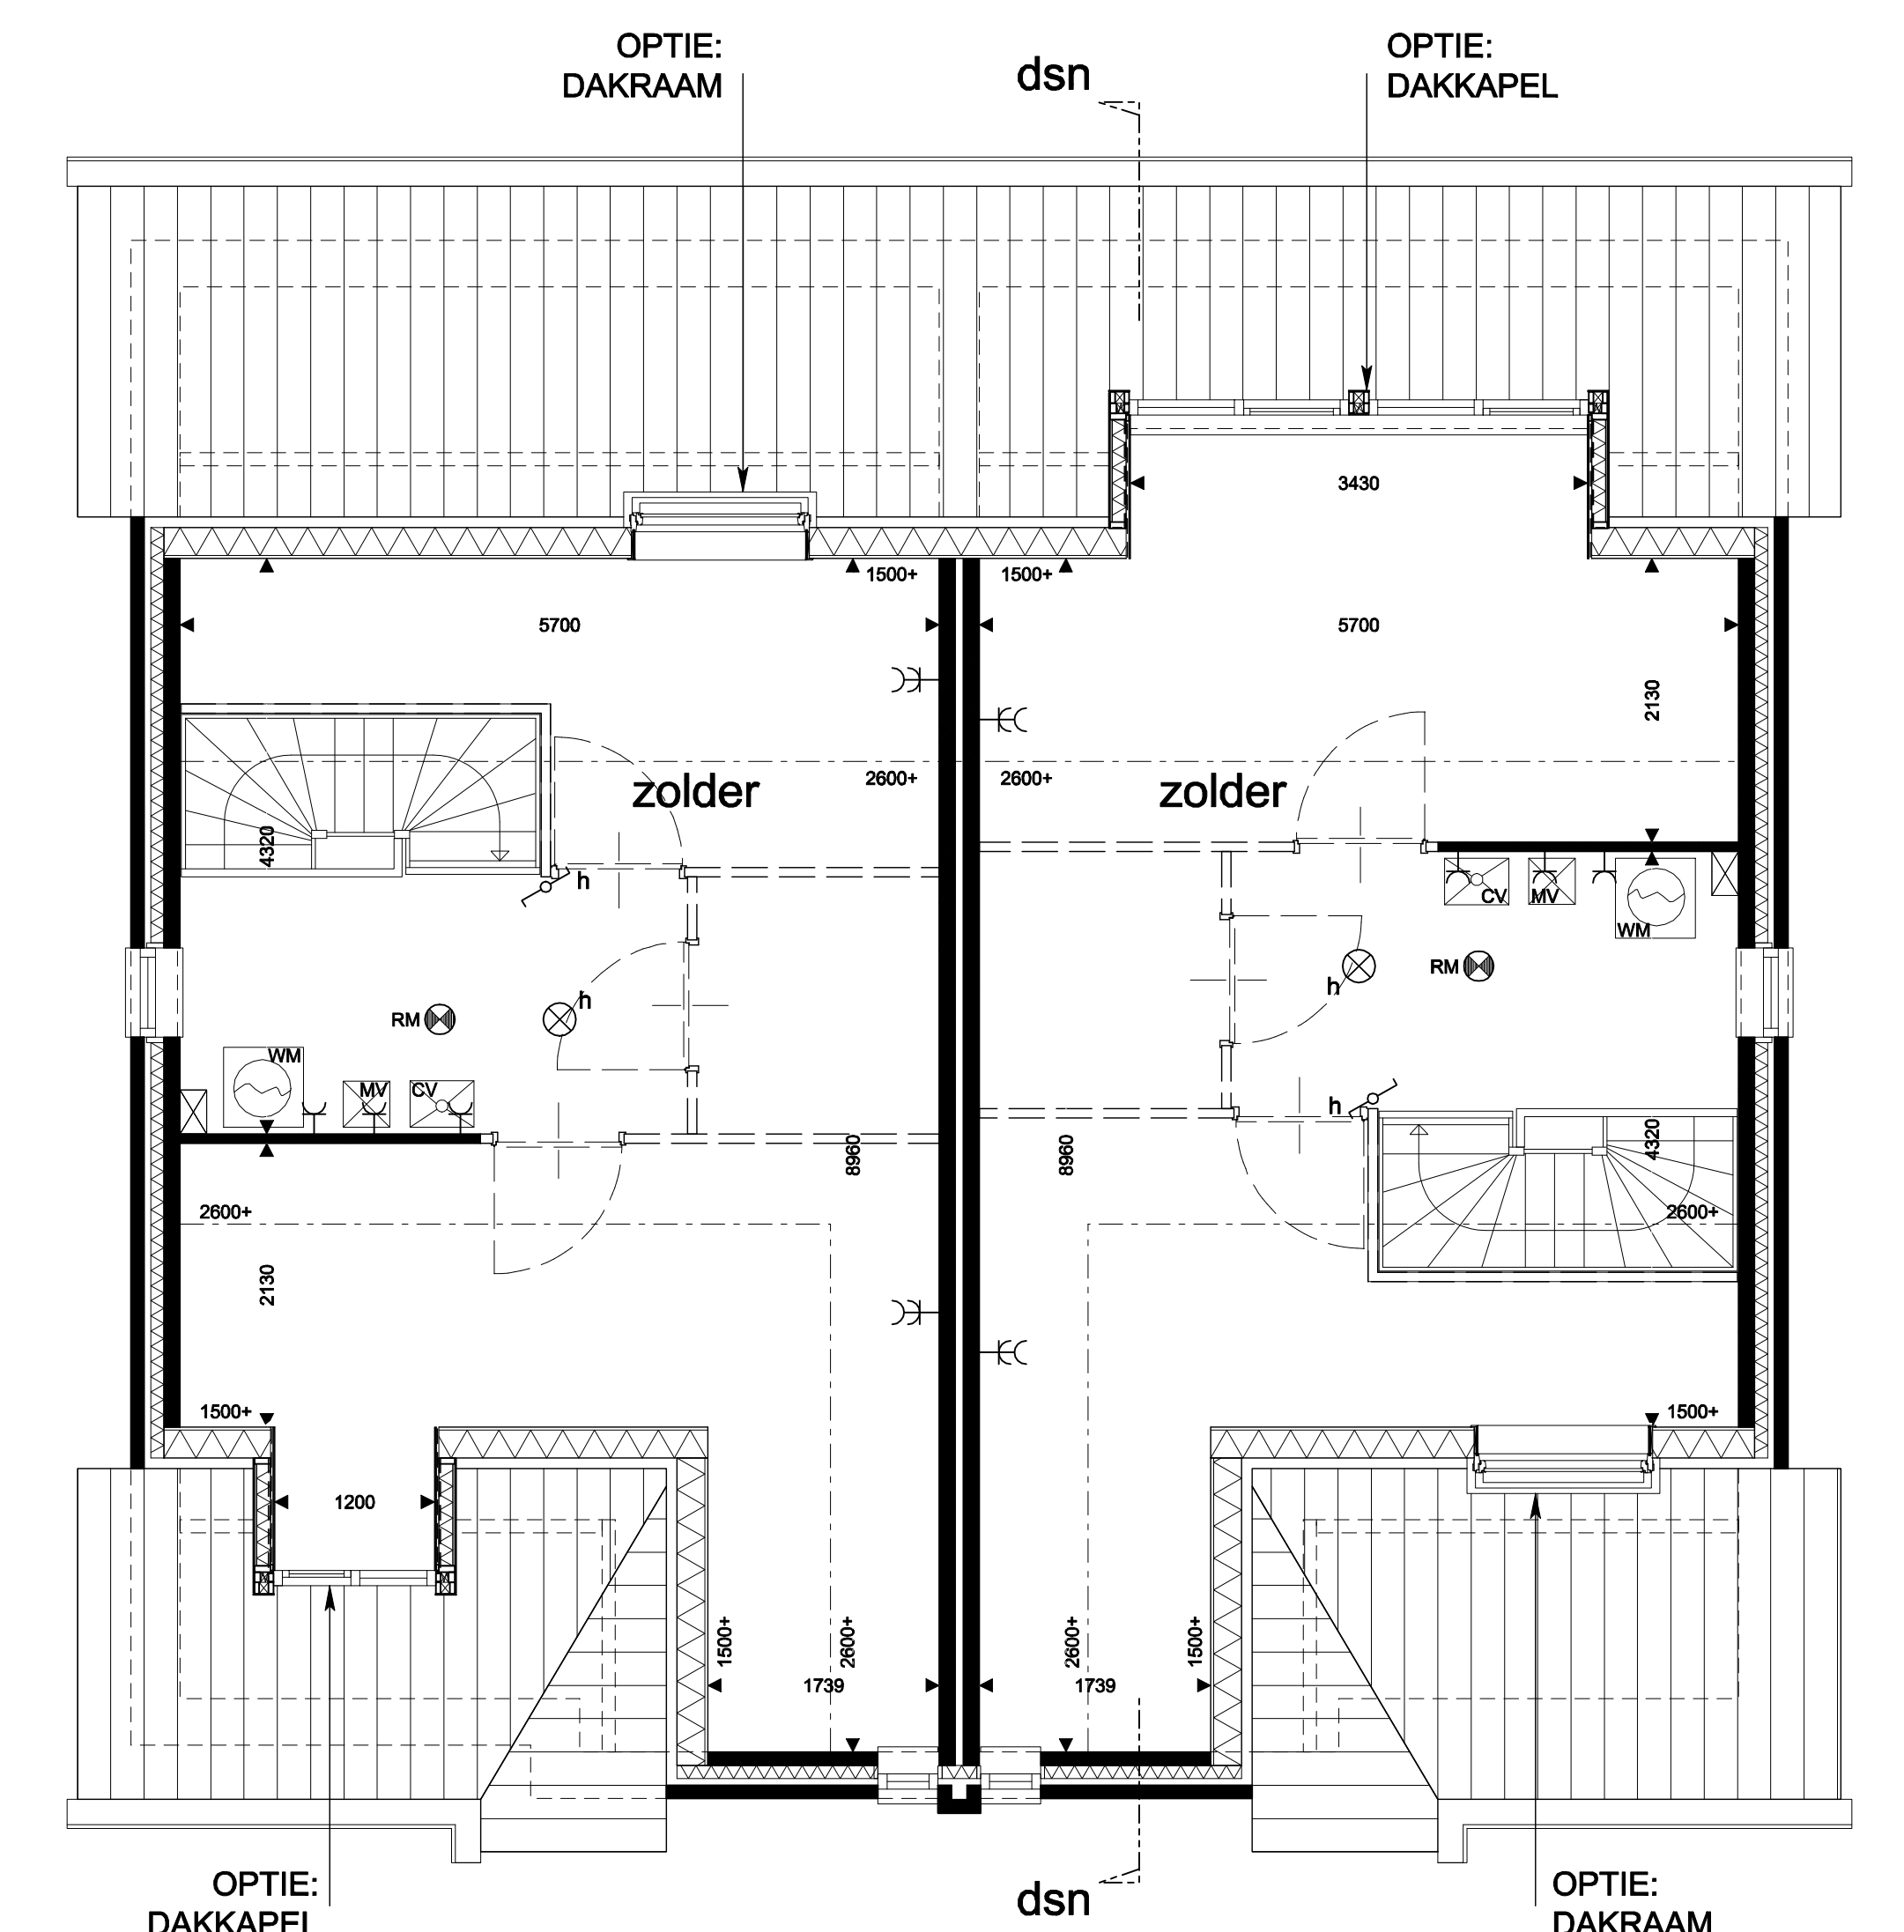 OPTIE:
DAKRAAM
dsn
OPTIE:
DAKKAPEL
3430
1500+
1500+
5700
5700
2130
2600+
2600+
zolder
zolder
4320
h
CV
MV
WM
RM
h
h
RM
WM
MV
CV
h
8960
8960
4320
2600+
2600+
2130
1500+
1500+
1200
1500+
2600+
2600+
1500+
1739
1739
OPTIE:
DAKKAPEL
dsn
OPTIE:
DAKRAAM